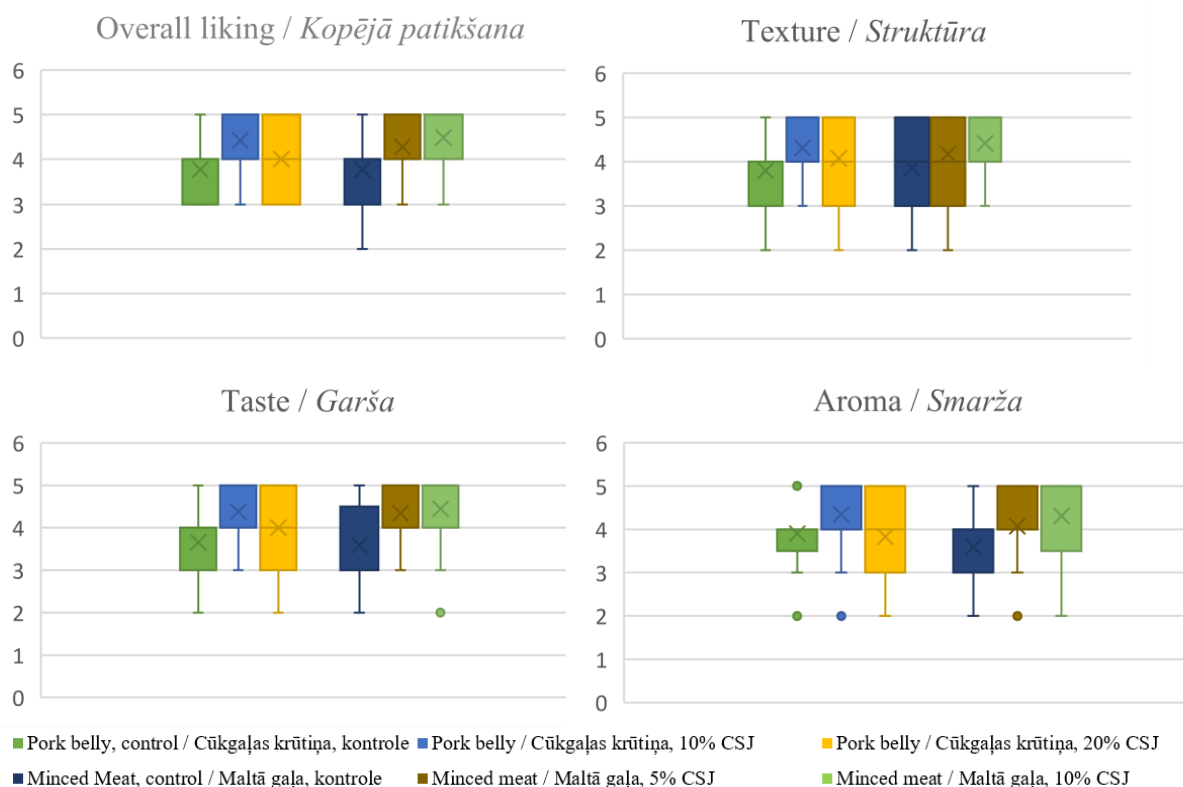 Overall liking / Kopējā patikšana
6
5
4
3
2
1
0
Texture / Struktūra
6
5
4
3
2
1
0
Taste / Garša
6
5
4
3
2
1
0
Aroma / Smarža
6
5
4
3
2
1
0
Pork belly, control / Cūkgaļas krūtiņa, kontrole
Pork belly / Cūkgaļas krūtiņa, 10% CSJ
Pork belly / Cūkgaļas krūtiņa, 20% CSJ
Minced Meat, control / Maltā gaļa, kontrole
Minced meat / Maltā gaļa, 5% CSJ
Minced meat / Maltā gaļa, 10% CSJ